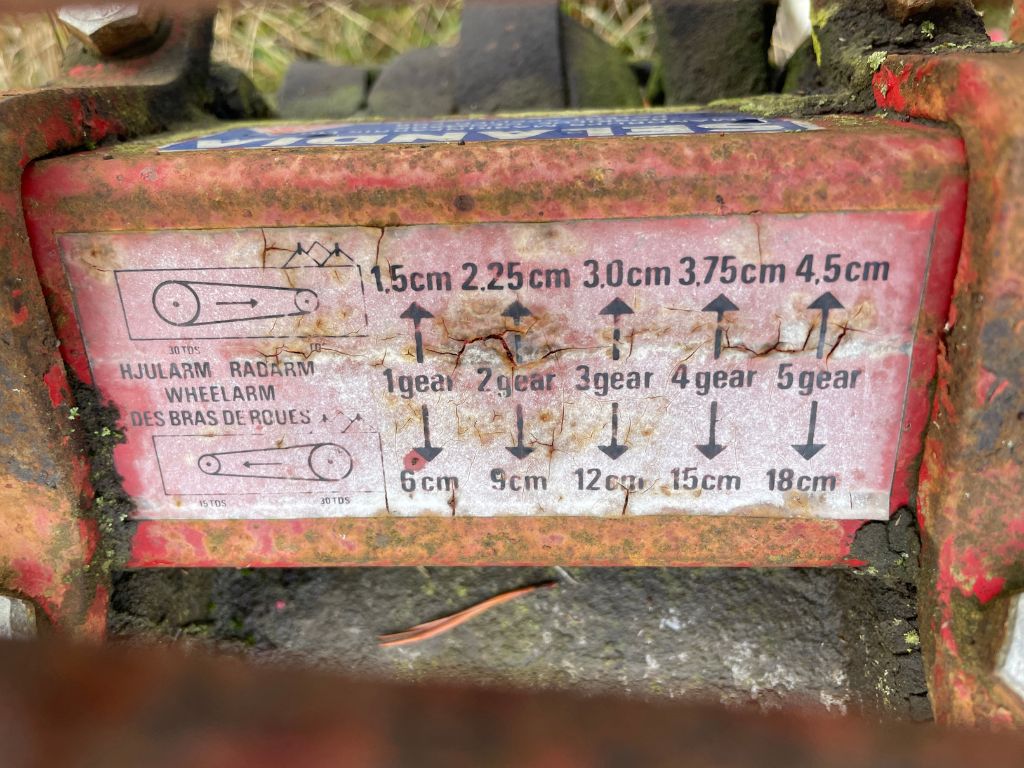 1.5cm 2.25cm 3.0cm 3.75cm 4.5cm
30TDS
HJULARM RADARM
WHEELARM
DES BRAS DE ROUES
1gear 2gear 3gear 4gear 5gear
6cm 9cm 12cm 15cm 18cm
15TDS 30TDS